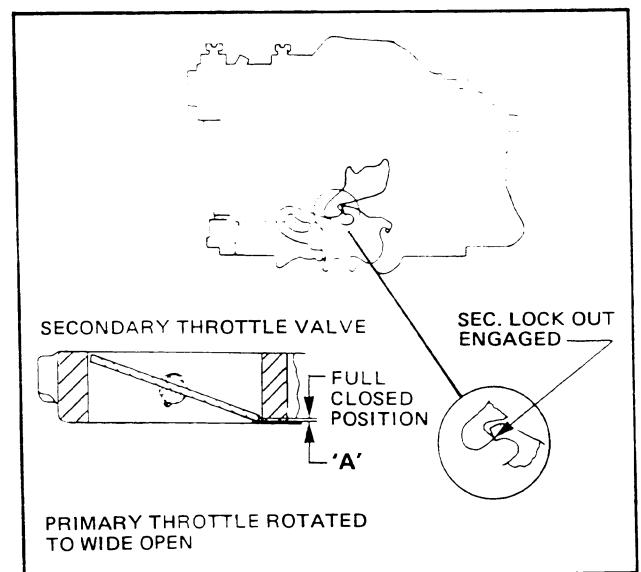 SECONDARY THROTTLE VALVE
SEC. LOCK OUT
ENGAGED
FULL
CLOSED
POSITION
'A'
PRIMARY THROTTLE ROTATED
TO WIDE OPEN